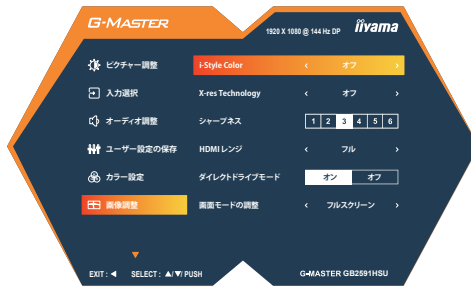 G-MASTER
1920 X 1080 @ 144 Hz DP iiyama
ピクチャー調整 i-Style Color ‹ オフ ›
入力選択 X-res Technology ‹ オフ ›
オーディオ調整 シャープネス 1 2 3 4 5 6
ユーザー設定の保存 HDMI レンジ ‹ フル ›
カラー設定 ダイレクトドライブモード オン オフ
画像調整 画面モードの調整 ‹ フルスクリーン ›
▼
EXIT : ◀ SELECT : ▲/▼/ PUSH G-MASTER GB2591HSU